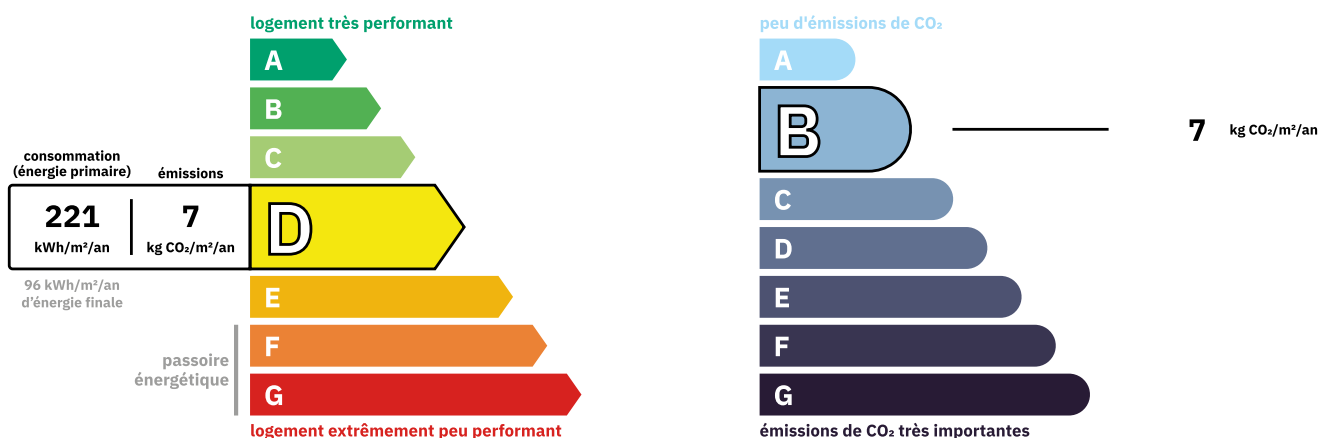 logement très performant
A
B
C
consommation
(énergie primaire)
émissions
221
kWh/m²/an
7
kg CO₂/m²/an
D
96 kWh/m²/an
d'énergie finale
E
passoire
énergétique
F
G
logement extrêmement peu performant
peu d'émissions de CO₂
A
B
7 kg CO₂/m²/an
C
D
E
F
G
émissions de CO₂ très importantes